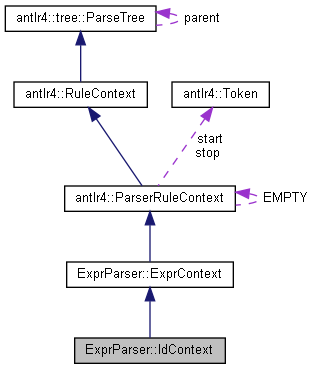 antlr4::tree::ParseTree
parent
antlr4::RuleContext
antlr4::Token
start
stop
antlr4::ParserRuleContext
EMPTY
ExprParser::ExprContext
ExprParser::IdContext